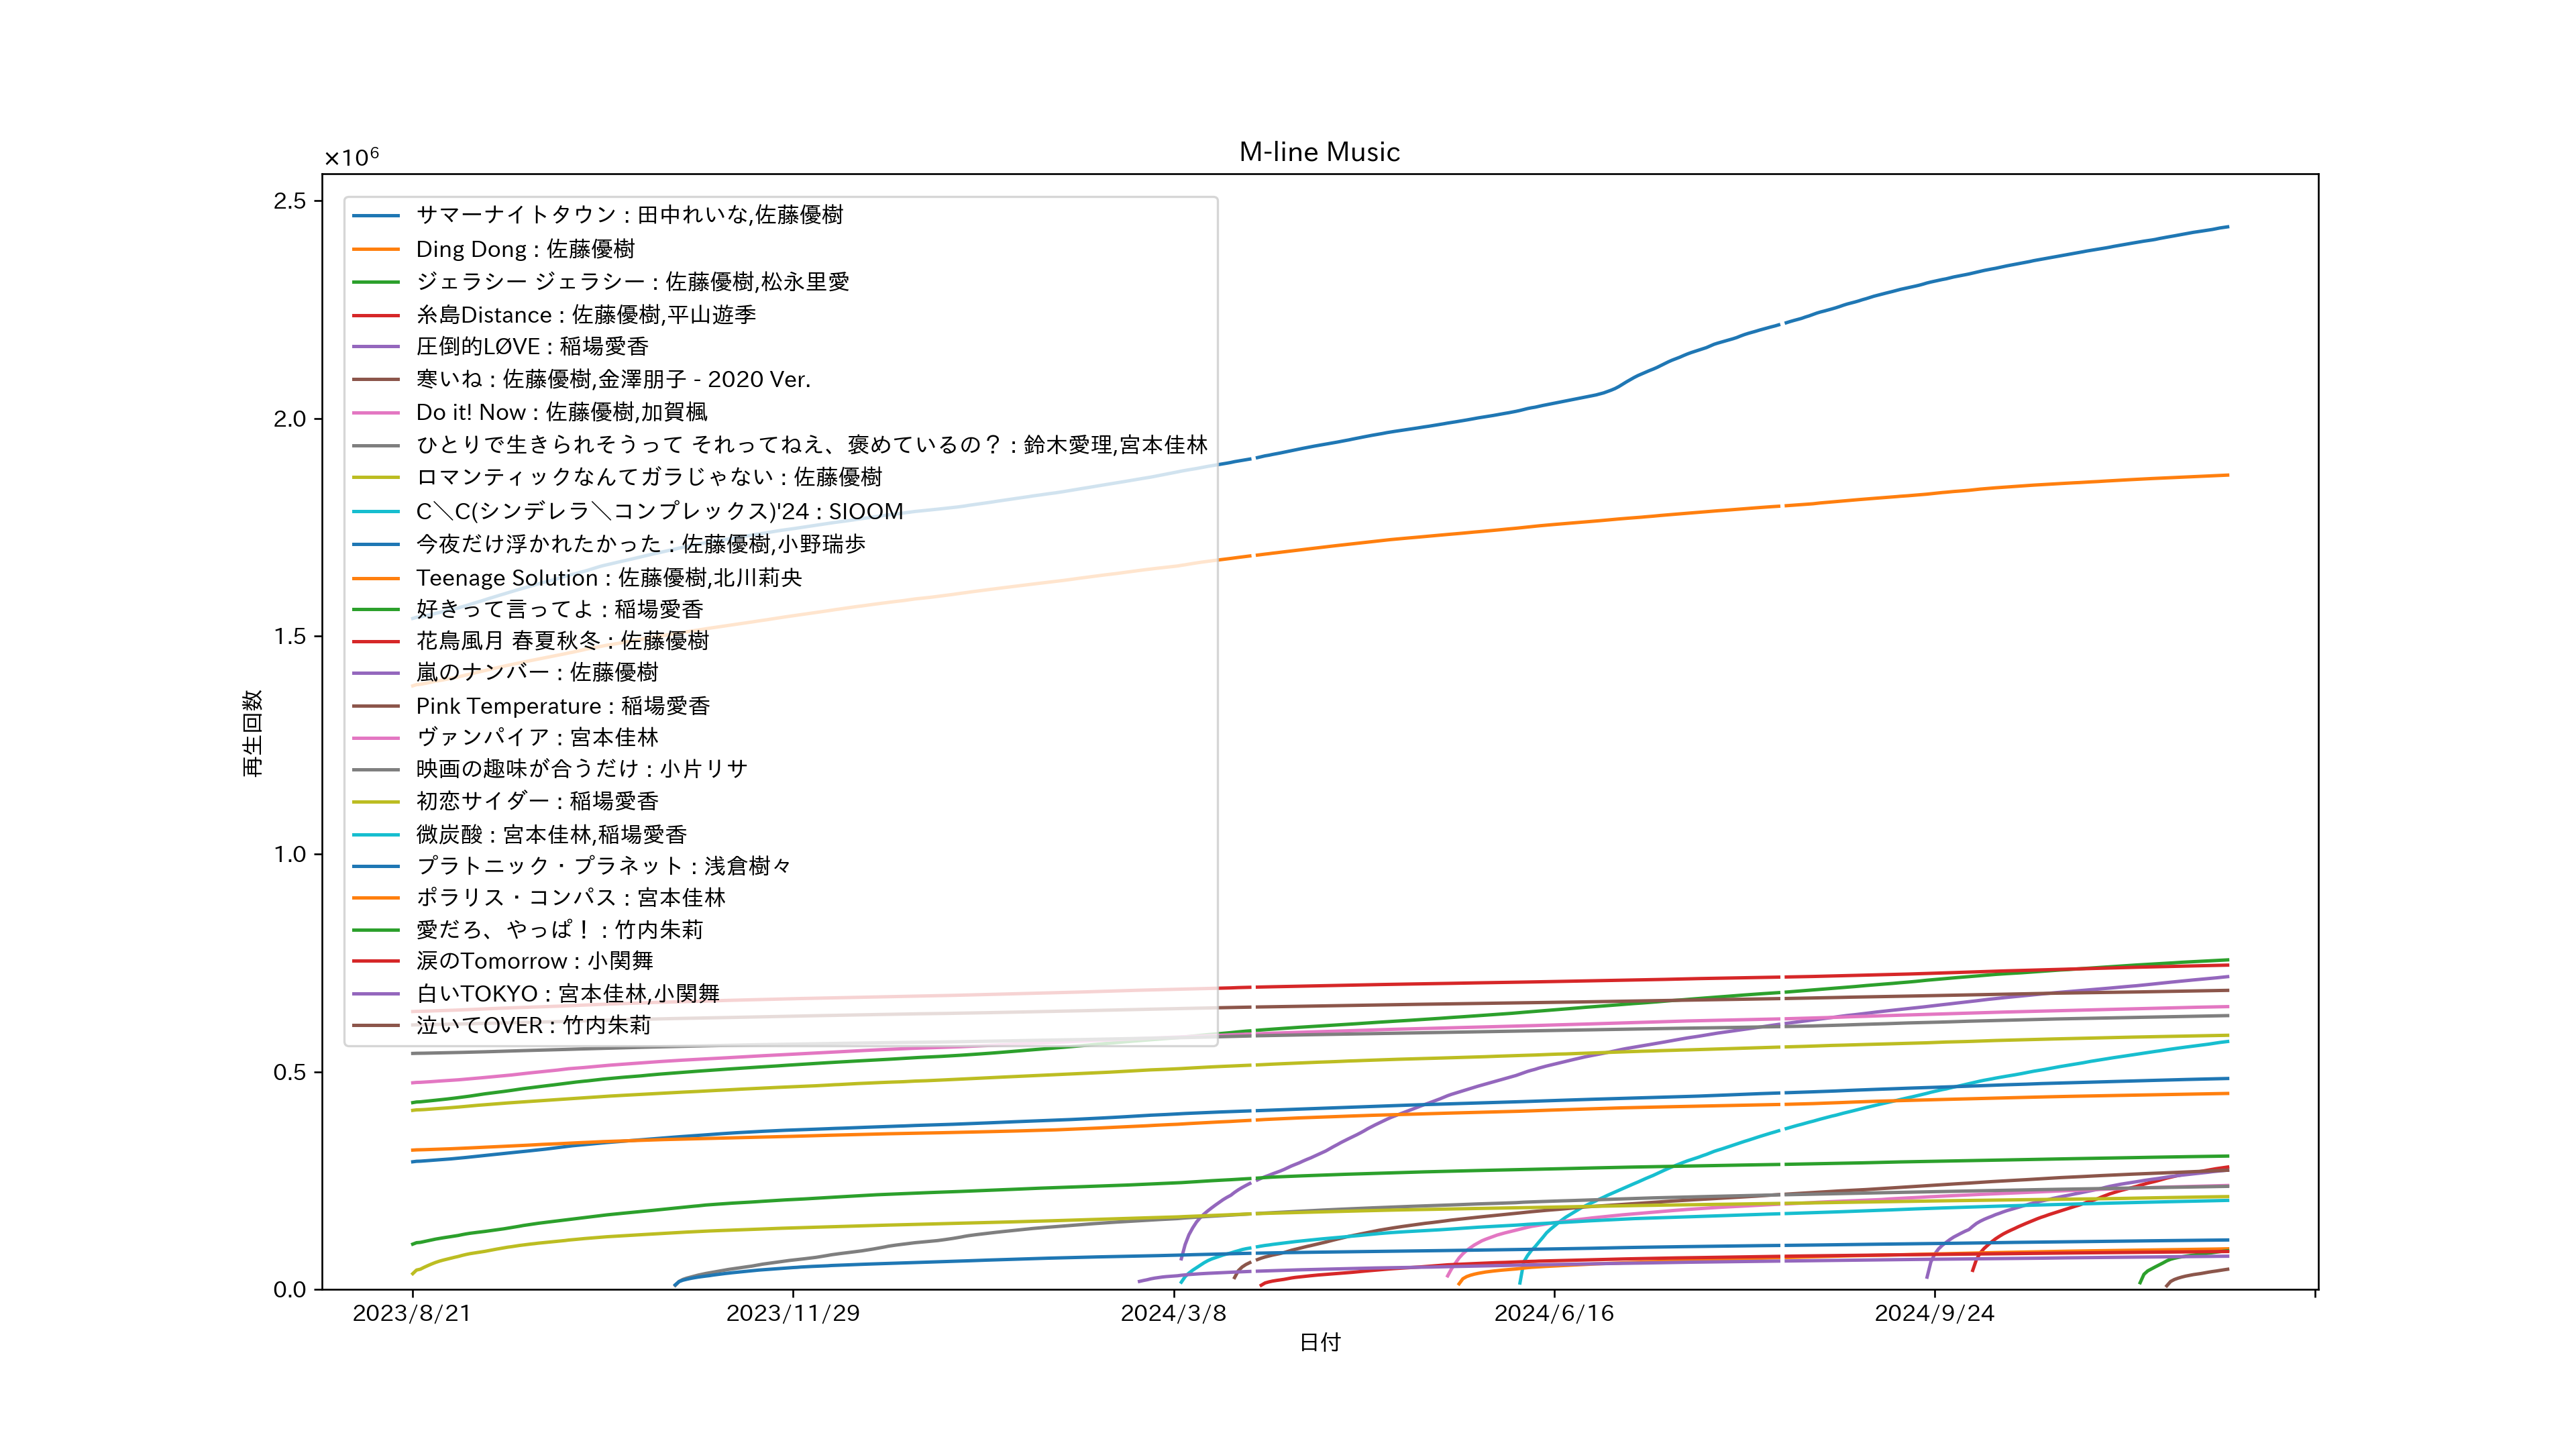 M-line Music
×10⁶
2.5
2.0
1.5
1.0
0.5
0.0
再生回数
サマーナイトタウン : 田中れいな,佐藤優樹
Ding Dong : 佐藤優樹
ジェラシー ジェラシー : 佐藤優樹,松永里愛
糸島Distance : 佐藤優樹,平山遊季
圧倒的LØVE : 稲場愛香
寒いね : 佐藤優樹,金澤朋子 - 2020 Ver.
Do it! Now : 佐藤優樹,加賀楓
ひとりで生きられそうって それってねえ、褒めているの？ : 鈴木愛理,宮本佳林
ロマンティックなんてガラじゃない : 佐藤優樹
C＼C(シンデレラ＼コンプレックス)'24 : SIOOM
今夜だけ浮かれたかった : 佐藤優樹,小野瑞歩
Teenage Solution : 佐藤優樹,北川莉央
好きって言ってよ : 稲場愛香
花鳥風月 春夏秋冬 : 佐藤優樹
嵐のナンバー : 佐藤優樹
Pink Temperature : 稲場愛香
ヴァンパイア : 宮本佳林
映画の趣味が合うだけ : 小片リサ
初恋サイダー : 稲場愛香
微炭酸 : 宮本佳林,稲場愛香
プラトニック・プラネット : 浅倉樹々
ポラリス・コンパス : 宮本佳林
愛だろ、やっぱ！ : 竹内朱莉
涙のTomorrow : 小関舞
白いTOKYO : 宮本佳林,小関舞
泣いてOVER : 竹内朱莉
2023/8/21
2023/11/29
2024/3/8
2024/6/16
2024/9/24
日付